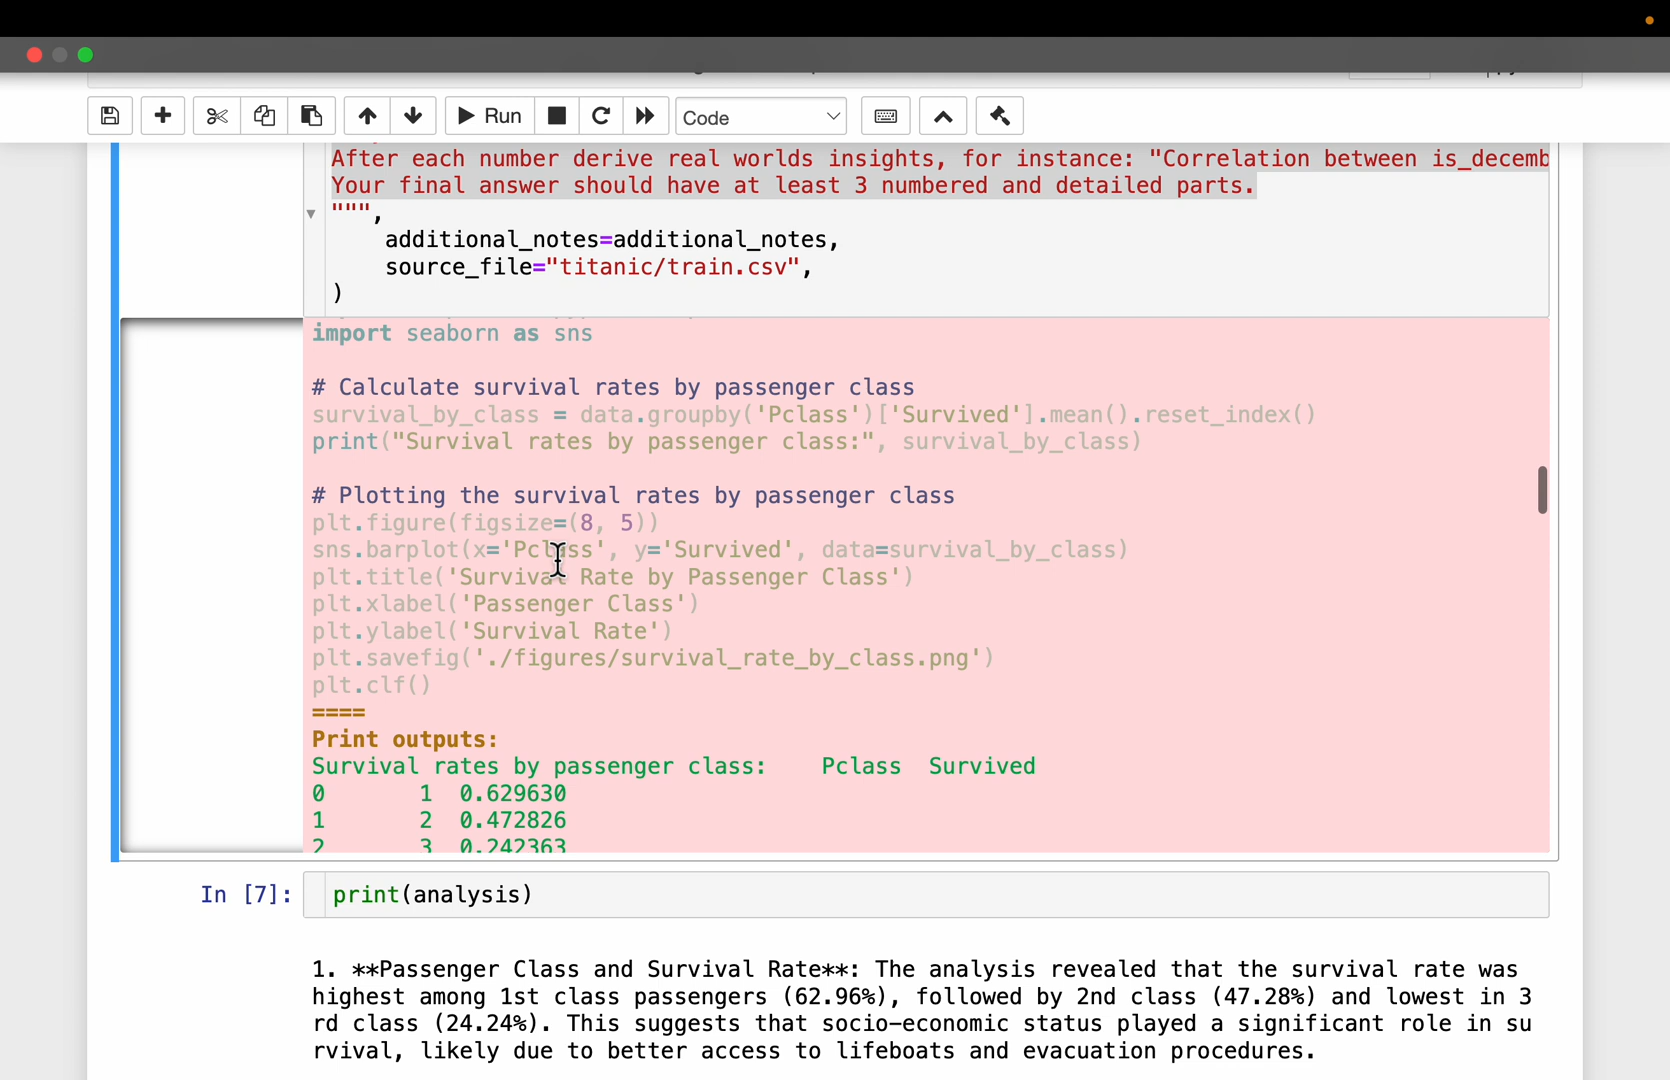 Run
Code
After each number derive real worlds insights, for instance: "Correlation between is_decemb
Your final answer should have at least 3 numbered and detailed parts.
""",
additional_notes=additional_notes,
source_file="titanic/train.csv",
)
import seaborn as sns
# Calculate survival rates by passenger class
survival_by_class = data.groupby('Pclass')['Survived'].mean().reset_index()
print("Survival rates by passenger class:", survival_by_class)
# Plotting the survival rates by passenger class
plt.figure(figsize=(8, 5))
sns.barplot(x='Pclass', y='Survived', data=survival_by_class)
plt.title('Survival Rate by Passenger Class')
plt.xlabel('Passenger Class')
plt.ylabel('Survival Rate')
plt.savefig('./figures/survival_rate_by_class.png')
plt.clf()
====
Print outputs:
Survival rates by passenger class:    Pclass  Survived
0       1  0.629630
1       2  0.472826
2       3  0.242363
In [7]: print(analysis)
1. **Passenger Class and Survival Rate**: The analysis revealed that the survival rate was
highest among 1st class passengers (62.96%), followed by 2nd class (47.28%) and lowest in 3
rd class (24.24%). This suggests that socio-economic status played a significant role in su
rvival, likely due to better access to lifeboats and evacuation procedures.